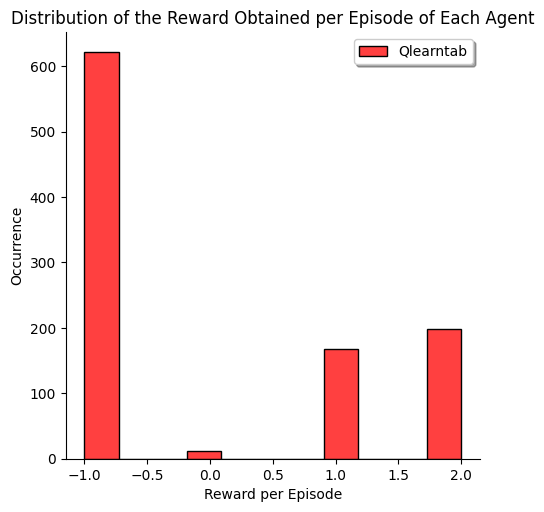 Distribution of the Reward Obtained per Episode of Each Agent
Qlearntab
600
500
400
300
200
100
0
Occurrence
−1.0 −0.5 0.0 0.5 1.0 1.5 2.0
Reward per Episode